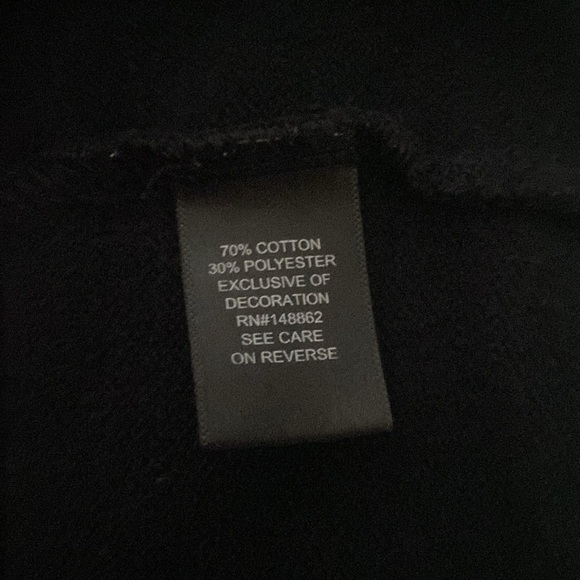 70% COTTON
30% POLYESTER
EXCLUSIVE OF
DECORATION
RN#148862
SEE CARE
ON REVERSE